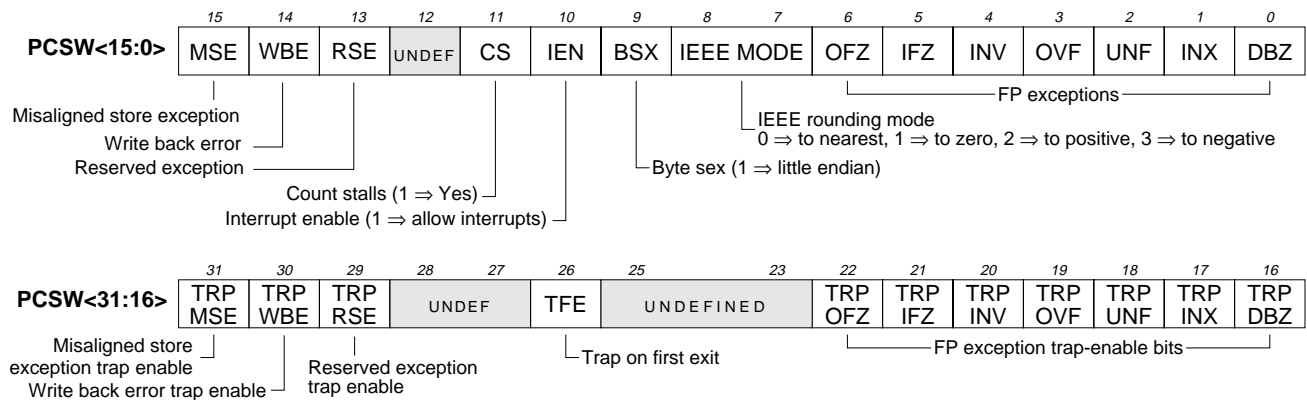 15 14 13 12 11 10 9 8 7 6 5 4 3 2 1 0
PCSW<15:0> MSE WBE RSE UNDEF CS IEN BSX IEEE MODE OFZ IFZ INV OVF UNF INX DBZ
FP exceptions
Misaligned store exception
IEEE rounding mode
0 ⇒ to nearest, 1 ⇒ to zero, 2 ⇒ to positive, 3 ⇒ to negative
Write back error
Reserved exception
Byte sex (1 ⇒ little endian)
Count stalls (1 ⇒ Yes)
Interrupt enable (1 ⇒ allow interrupts)
31 30 29 28 27 26 25 23 22 21 20 19 18 17 16
PCSW<31:16> TRP MSE TRP WBE TRP RSE UNDEF TFE UNDEFINED TRP OFZ TRP IFZ TRP INV TRP OVF TRP UNF TRP INX TRP DBZ
Misaligned store
exception trap enable
Write back error trap enable
Reserved exception
trap enable
Trap on first exit
FP exception trap-enable bits